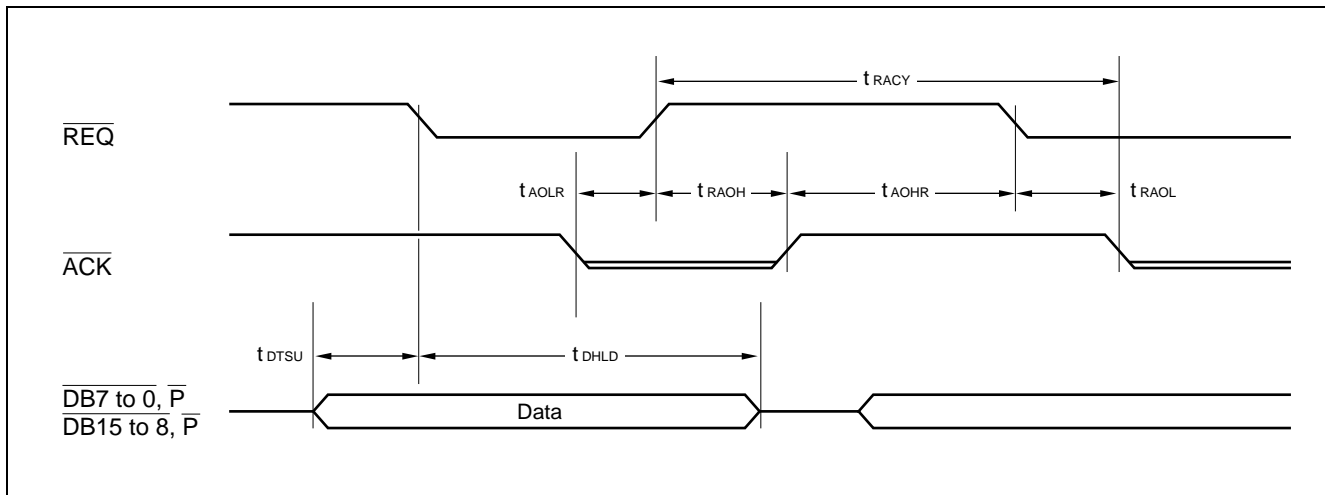 t RACY
REQ
t AOLR
t RAOH
t AOHR
t RAOL
ACK
t DTSU
t DHLD
DB7 to 0, P
Data
DB15 to 8, P